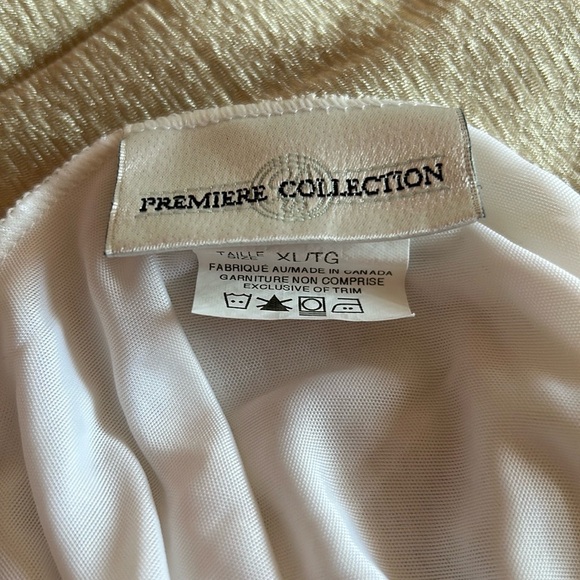 PREMIERE COLLECTION
TAILLE XL/TG
FABRIQUE AU/MADE IN CANADA
GARNITURE NON COMPRISE
EXCLUSIVE OF TRIM